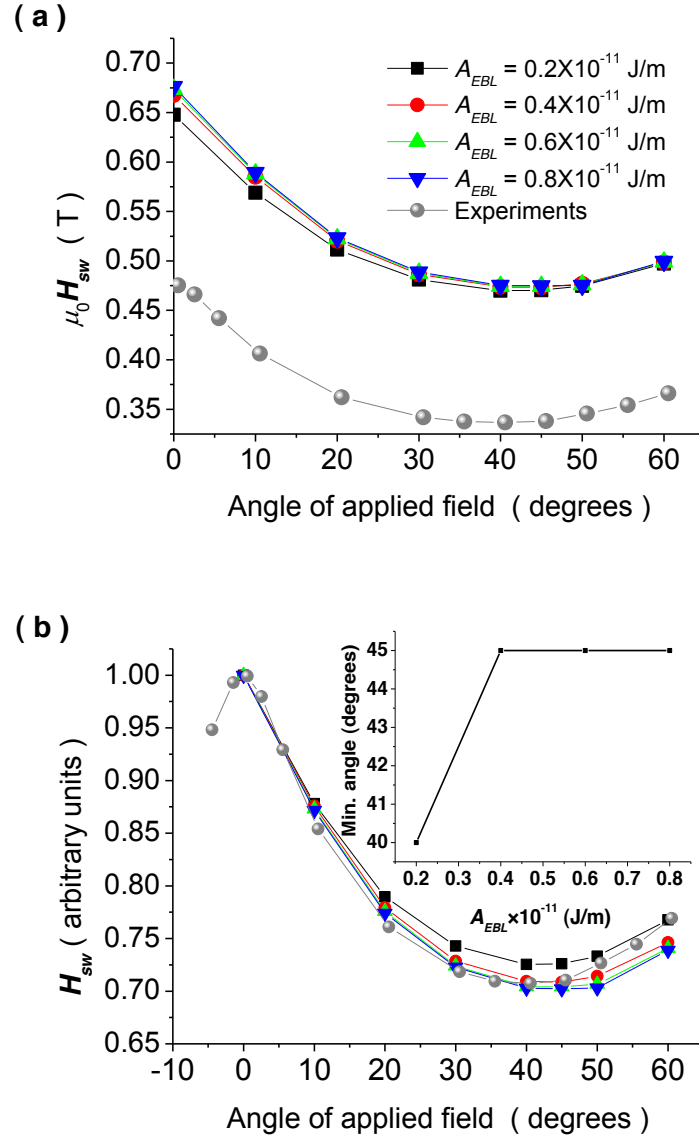 ( a )
0.70
0.65
0.60
0.55
0.50
0.45
0.40
0.35
μ0Hsw ( T )
AEBL = 0.2X10-11 J/m
AEBL = 0.4X10-11 J/m
AEBL = 0.6X10-11 J/m
AEBL = 0.8X10-11 J/m
Experiments
0 10 20 30 40 50 60
Angle of applied field ( degrees )
( b )
1.00
0.95
0.90
0.85
0.80
0.75
0.70
0.65
Hsw ( arbitrary units )
45
44
43
42
41
40
Min. angle (degrees)
0.2 0.3 0.4 0.5 0.6 0.7 0.8
AEBL×10-11 (J/m)
-10 0 10 20 30 40 50 60
Angle of applied field ( degrees )